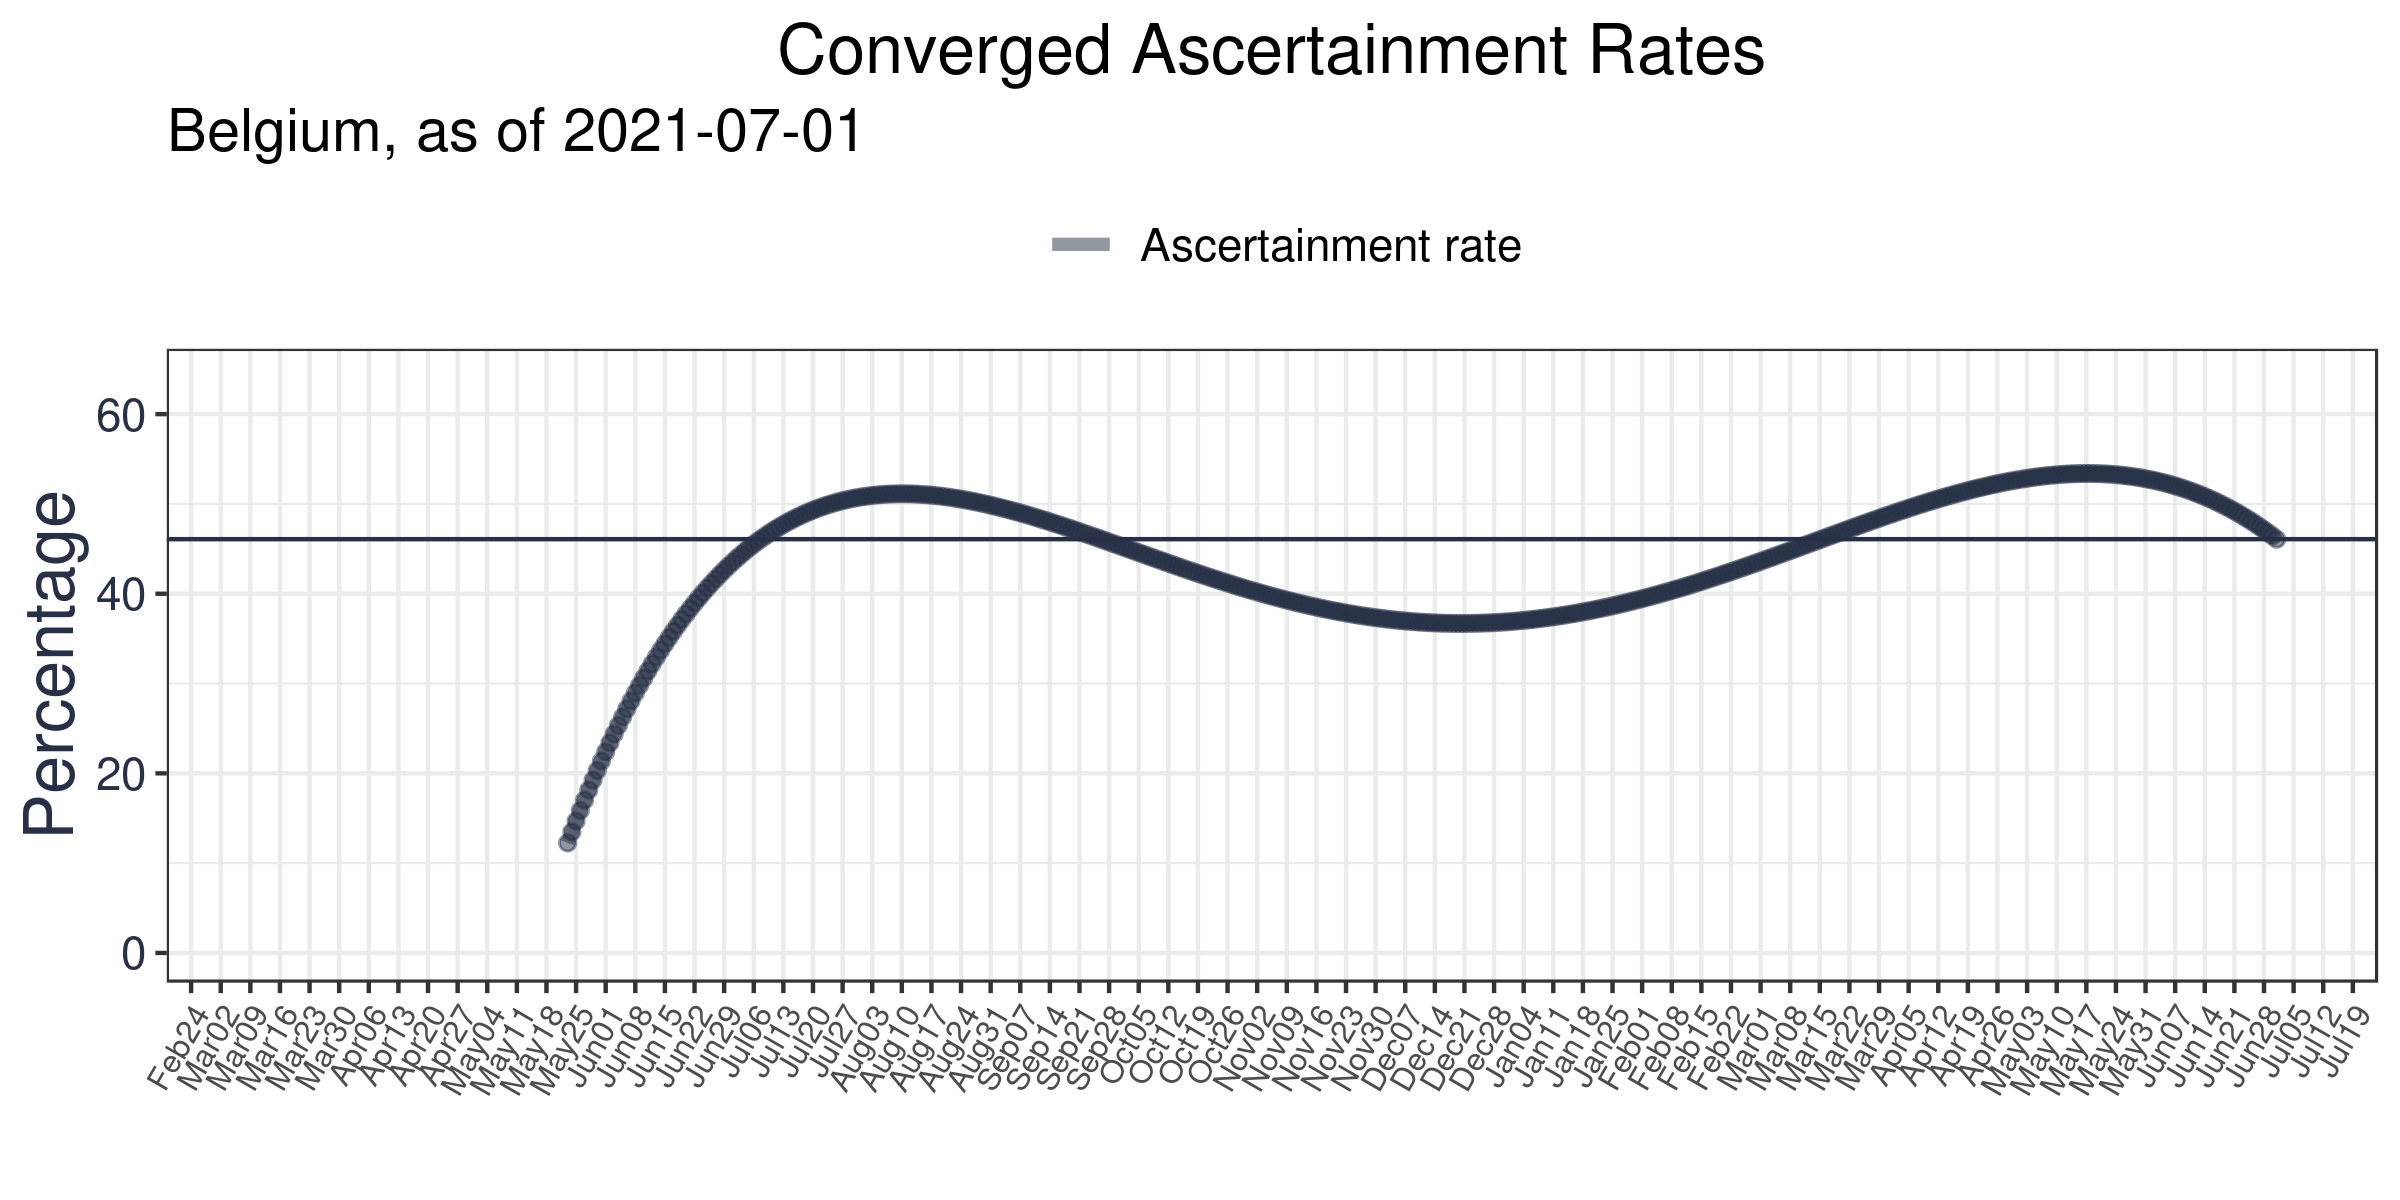 Converged Ascertainment Rates
Belgium, as of 2021-07-01
Ascertainment rate
Percentage
60
40
20
0
Feb24
Mar02
Mar09
Mar16
Mar23
Mar30
Apr06
Apr13
Apr20
Apr27
May04
May11
May18
May25
Jun01
Jun08
Jun15
Jun22
Jun29
Jul06
Jul13
Jul20
Jul27
Aug03
Aug10
Aug17
Aug24
Aug31
Sep07
Sep14
Sep21
Sep28
Oct05
Oct12
Oct19
Oct26
Nov02
Nov09
Nov16
Nov23
Nov30
Dec07
Dec14
Dec21
Dec28
Jan04
Jan11
Jan18
Jan25
Feb01
Feb08
Feb15
Feb22
Mar01
Mar08
Mar15
Mar22
Mar29
Apr05
Apr12
Apr19
Apr26
May03
May10
May17
May24
May31
Jun07
Jun14
Jun21
Jun28
Jul05
Jul12
Jul19